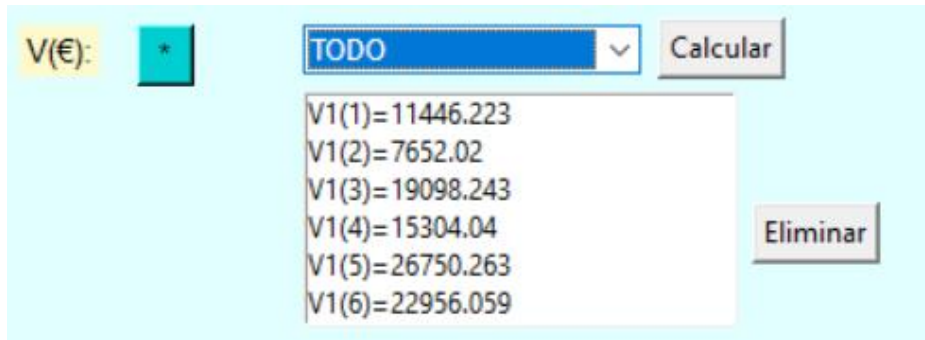 V(€): * TODO Calcular
V1(1)=11446.223
V1(2)=7652.02
V1(3)=19098.243
V1(4)=15304.04
Eliminar
V1(5)=26750.263
V1(6)=22956.059